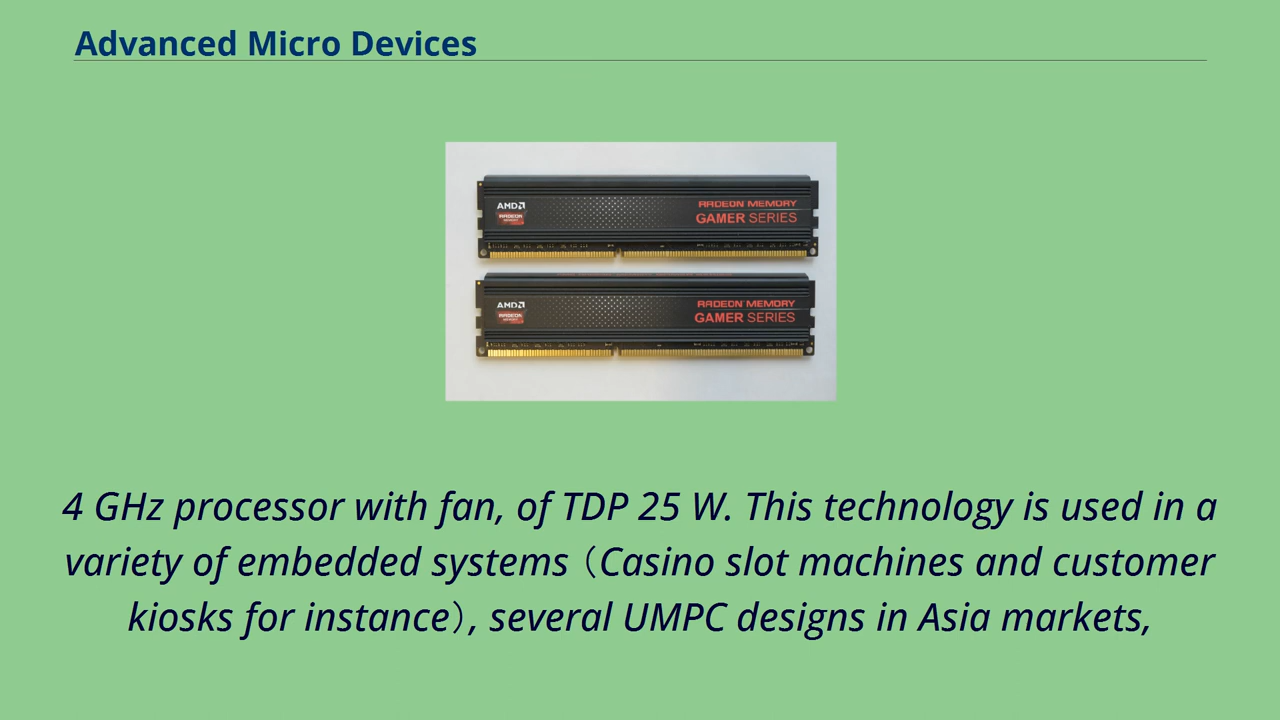 Advanced Micro Devices
AMD
RADEON MEMORY
RADEON
GAMER SERIES
AMD
RADEON MEMORY
RADEON
GAMER SERIES
4 GHz processor with fan, of TDP 25 W. This technology is used in a
variety of embedded systems （Casino slot machines and customer
kiosks for instance）, several UMPC designs in Asia markets,